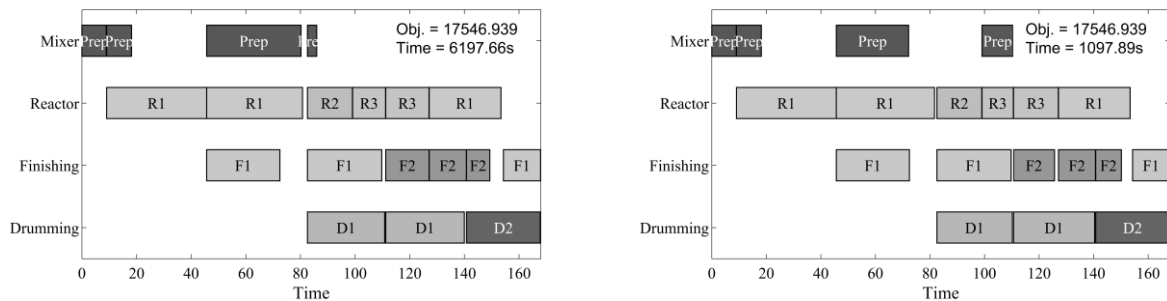 Mixer Prep Prep Prep Pre Obj. = 17546.939
Time = 6197.66s
Reactor R1 R1 R2 R3 R3 R1
Finishing F1 F1 F2 F2 F2 F1
Drumming D1 D1 D2
0 20 40 60 80 100 120 140 160
Time
Mixer Prep Prep Prep Prep Obj. = 17546.939
Time = 1097.89s
Reactor R1 R1 R2 R3 R3 R1
Finishing F1 F1 F2 F2 F2 F1
Drumming D1 D1 D2
0 20 40 60 80 100 120 140 160
Time